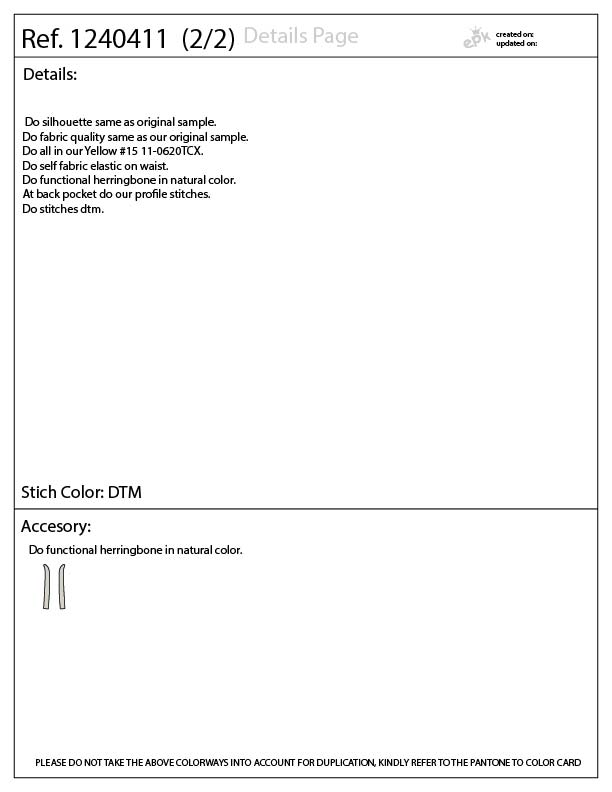 Ref. 1240411 (2/2) Details Page
epk
created on:
updated on:
Details:
Do silhouette same as original sample.
Do fabric quality same as our original sample.
Do all in our Yellow #15 11-0620TCX.
Do self fabric elastic on waist.
Do functional herringbone in natural color.
At back pocket do our profile stitches.
Do stitches dtm.
Stich Color: DTM
Accesory:
Do functional herringbone in natural color.
PLEASE DO NOT TAKE THE ABOVE COLORWAYS INTO ACCOUNT FOR DUPLICATION, KINDLY REFER TO THE PANTONE TO COLOR CARD